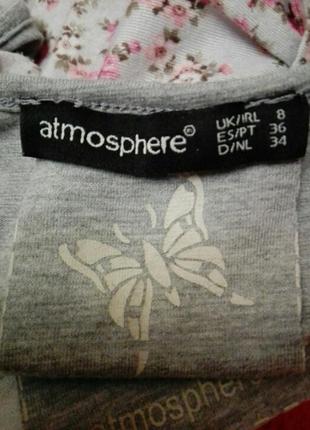 atmosphere®
UK/IRL 8
ES/PT 36
D/NL 34
atmosphere